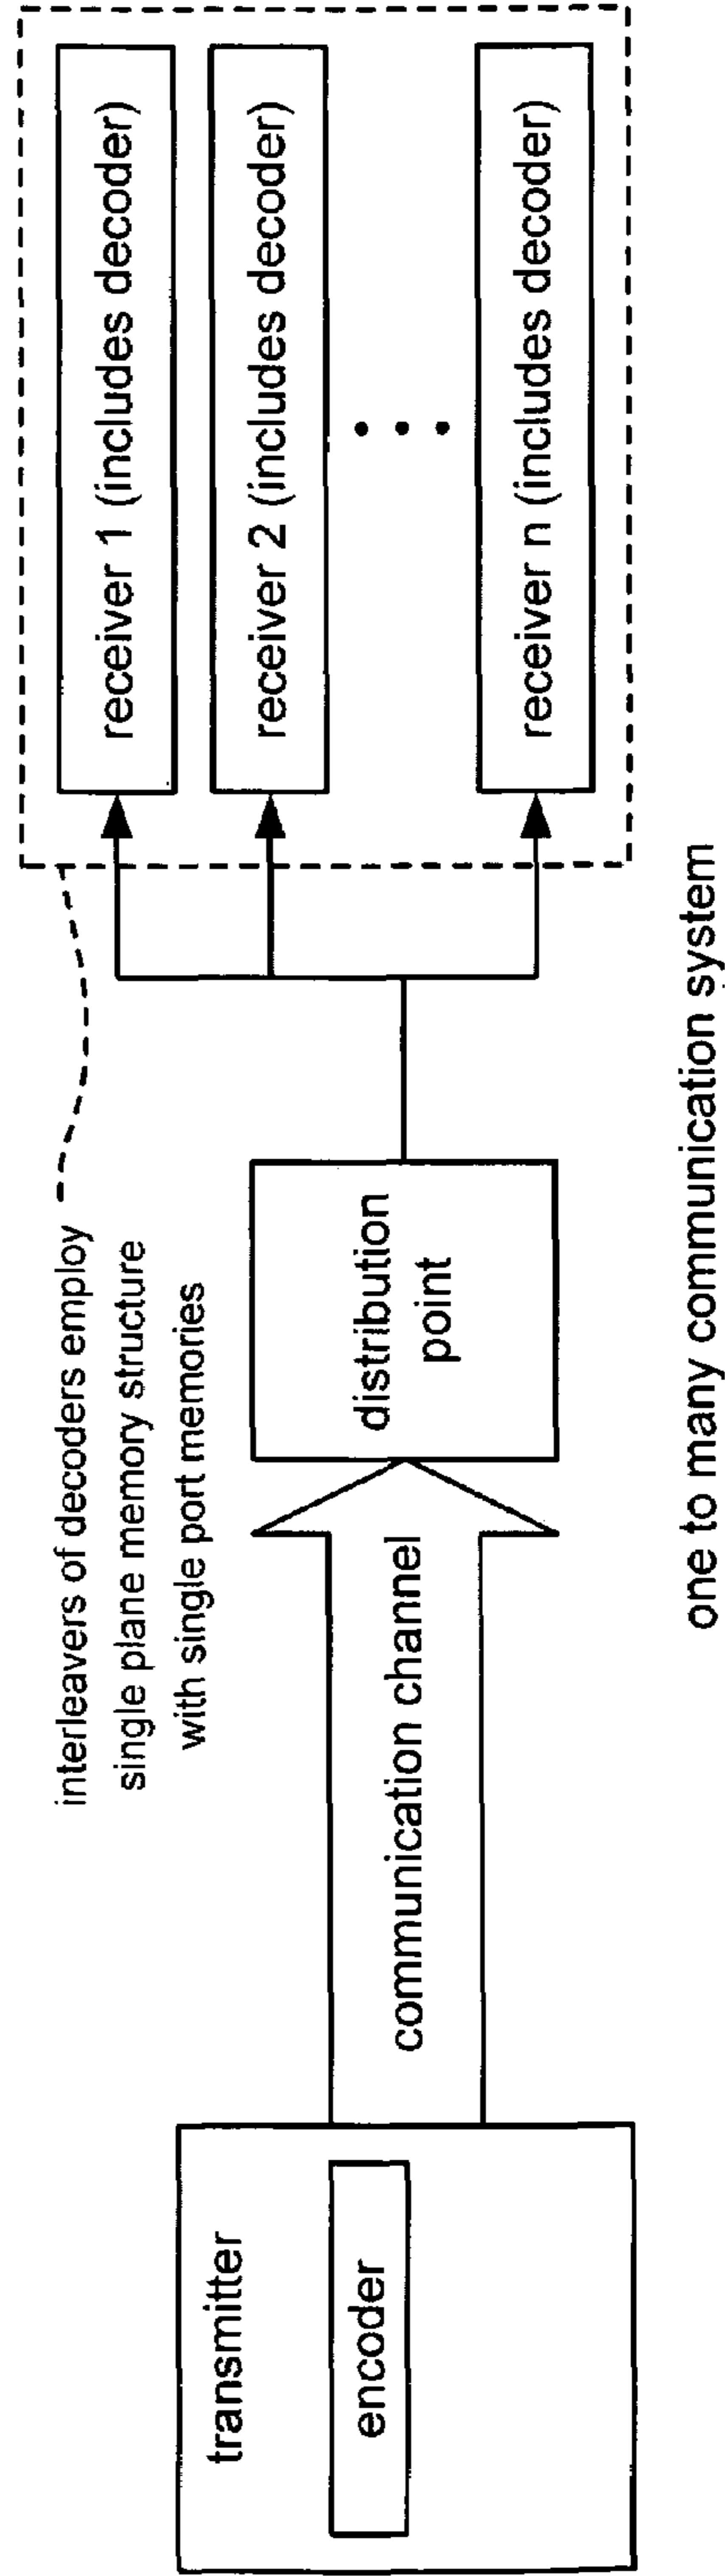 transmitter
encoder
communication channel
distribution
point
interleavers of decoders employ
single plane memory structure
with single port memories
receiver 1 (includes decoder)
receiver 2 (includes decoder)
receiver n (includes decoder)
one to many communication system